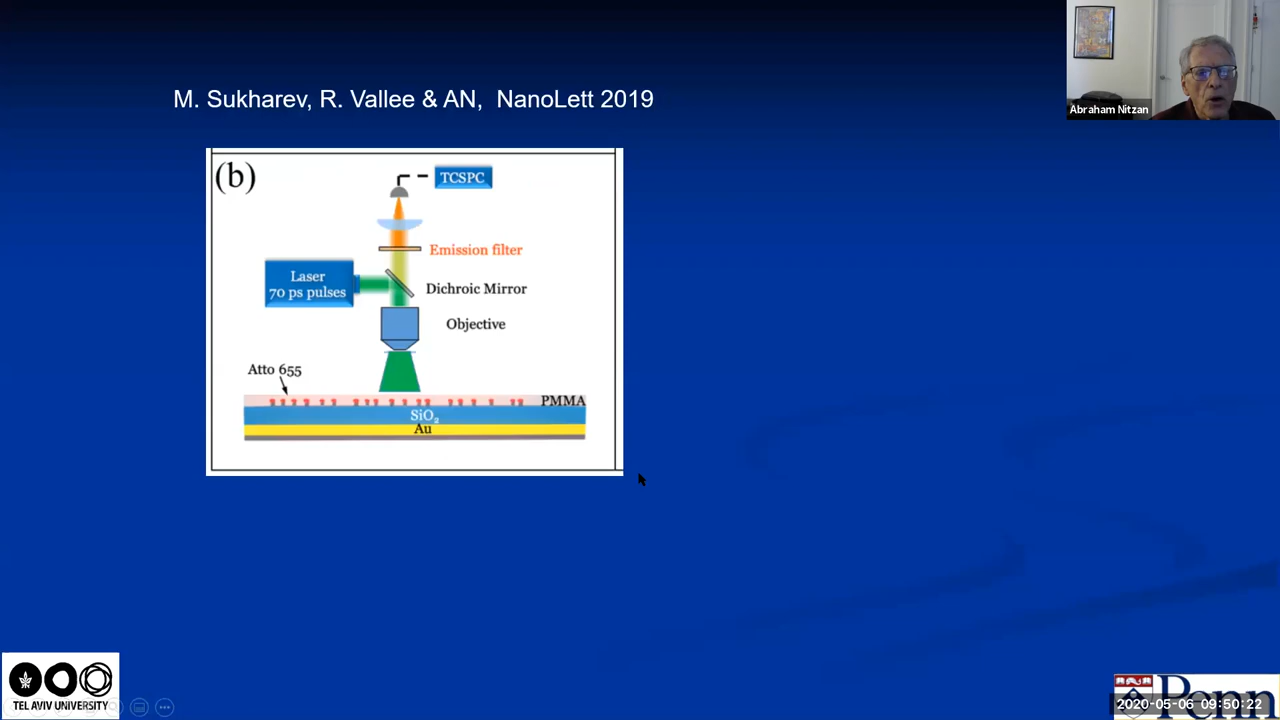 M. Sukharev, R. Vallee & AN, NanoLett 2019
Abraham Nitzan
(b)
TCSPC
Emission filter
Laser
70 ps pulses
Dichroic Mirror
Objective
Atto 655
PMMA
SiO₂
Au
TEL AVIV UNIVERSITY
Penn
2020-05-06 09:50:22